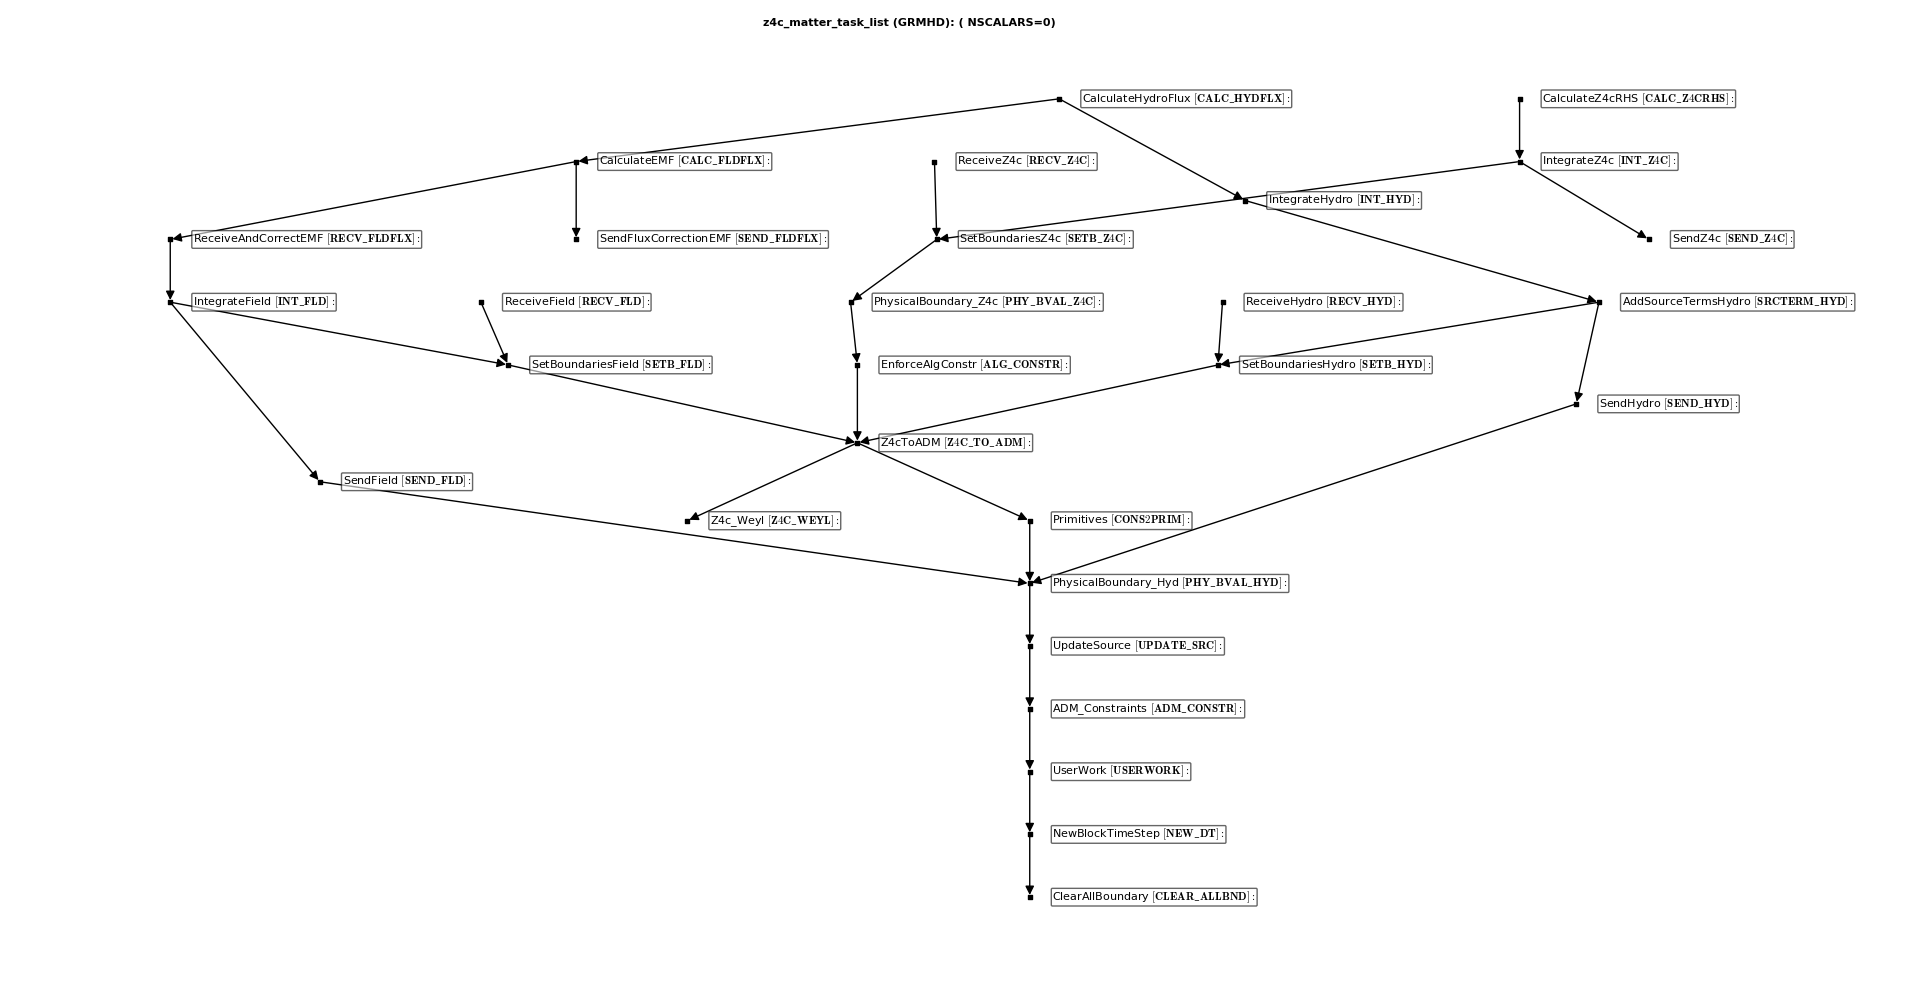 z4c_matter_task_list (GRMHD): ( NSCALARS=0)
CalculateHydroFlux [CALC_HYDFLX]:
CalculateZ4cRHS [CALC_Z4CRHS]:
CalculateEMF [CALC_FLDFLX]:
ReceiveZ4c [RECV_Z4C]:
IntegrateZ4c [INT_Z4C]:
IntegrateHydro [INT_HYD]:
ReceiveAndCorrectEMF [RECV_FLDFLX]:
SendFluxCorrectionEMF [SEND_FLDFLX]:
SetBoundariesZ4c [SETB_Z4C]:
SendZ4c [SEND_Z4C]:
IntegrateField [INT_FLD]:
ReceiveField [RECV_FLD]:
PhysicalBoundary_Z4c [PHY_BVAL_Z4C]:
ReceiveHydro [RECV_HYD]:
AddSourceTermsHydro [SRCTERM_HYD]:
SetBoundariesField [SETB_FLD]:
EnforceAlgConstr [ALG_CONSTR]:
SetBoundariesHydro [SETB_HYD]:
SendHydro [SEND_HYD]:
Z4cToADM [Z4C_TO_ADM]:
SendField [SEND_FLD]:
Z4c_Weyl [Z4C_WEYL]:
Primitives [CONS2PRIM]:
PhysicalBoundary_Hyd [PHY_BVAL_HYD]:
UpdateSource [UPDATE_SRC]:
ADM_Constraints [ADM_CONSTR]:
UserWork [USERWORK]:
NewBlockTimeStep [NEW_DT]:
ClearAllBoundary [CLEAR_ALLBND]: